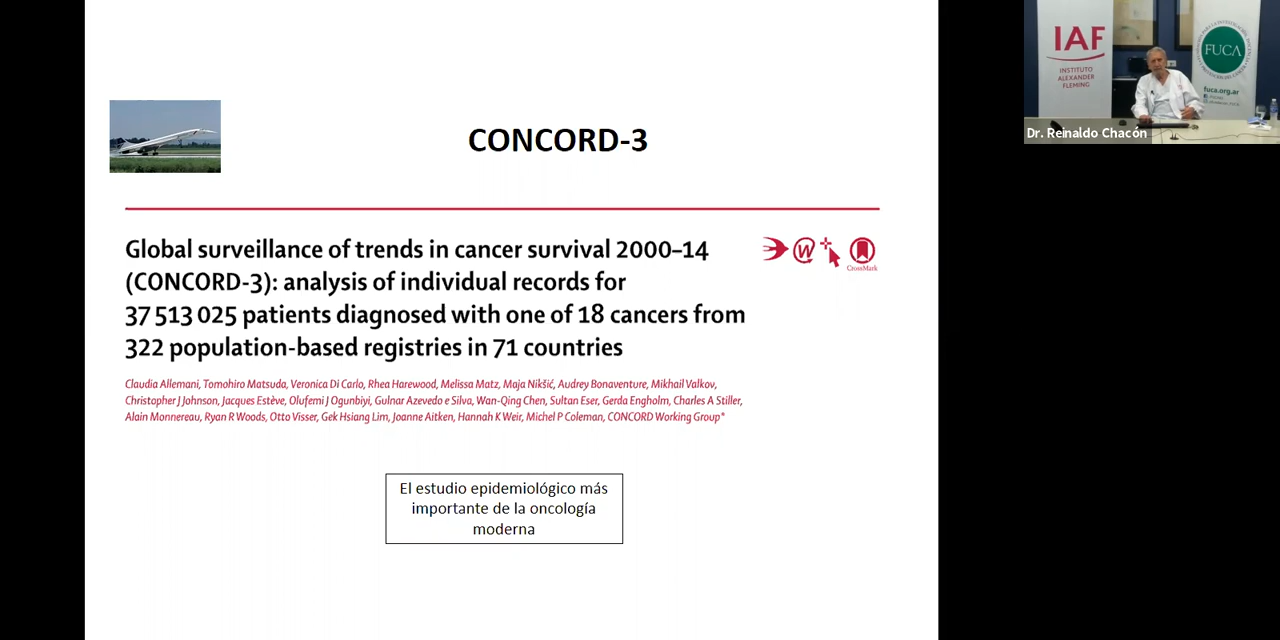 CONCORD-3
Global surveillance of trends in cancer survival 2000–14
(CONCORD-3): analysis of individual records for
37 513 025 patients diagnosed with one of 18 cancers from
322 population-based registries in 71 countries
W
CrossMark
Claudia Allemani, Tomohiro Matsuda, Veronica Di Carlo, Rhea Harewood, Melissa Matz, Maja Nikšić, Audrey Bonaventure, Mikhail Valkov,
Christopher J Johnson, Jacques Estève, Olufemi J Ogunbiyi, Gulnar Azevedo e Silva, Wan-Qing Chen, Sultan Eser, Gerda Engholm, Charles A Stiller,
Alain Monnereau, Ryan R Woods, Otto Visser, Gek Hsiang Lim, Joanne Aitken, Hannah K Weir, Michel P Coleman, CONCORD Working Group*
El estudio epidemiológico más
importante de la oncología
moderna
IAF
INSTITUTO
ALEXANDER
FLEMING
FUCA
fuca.org.ar
Dr. Reinaldo Chacón